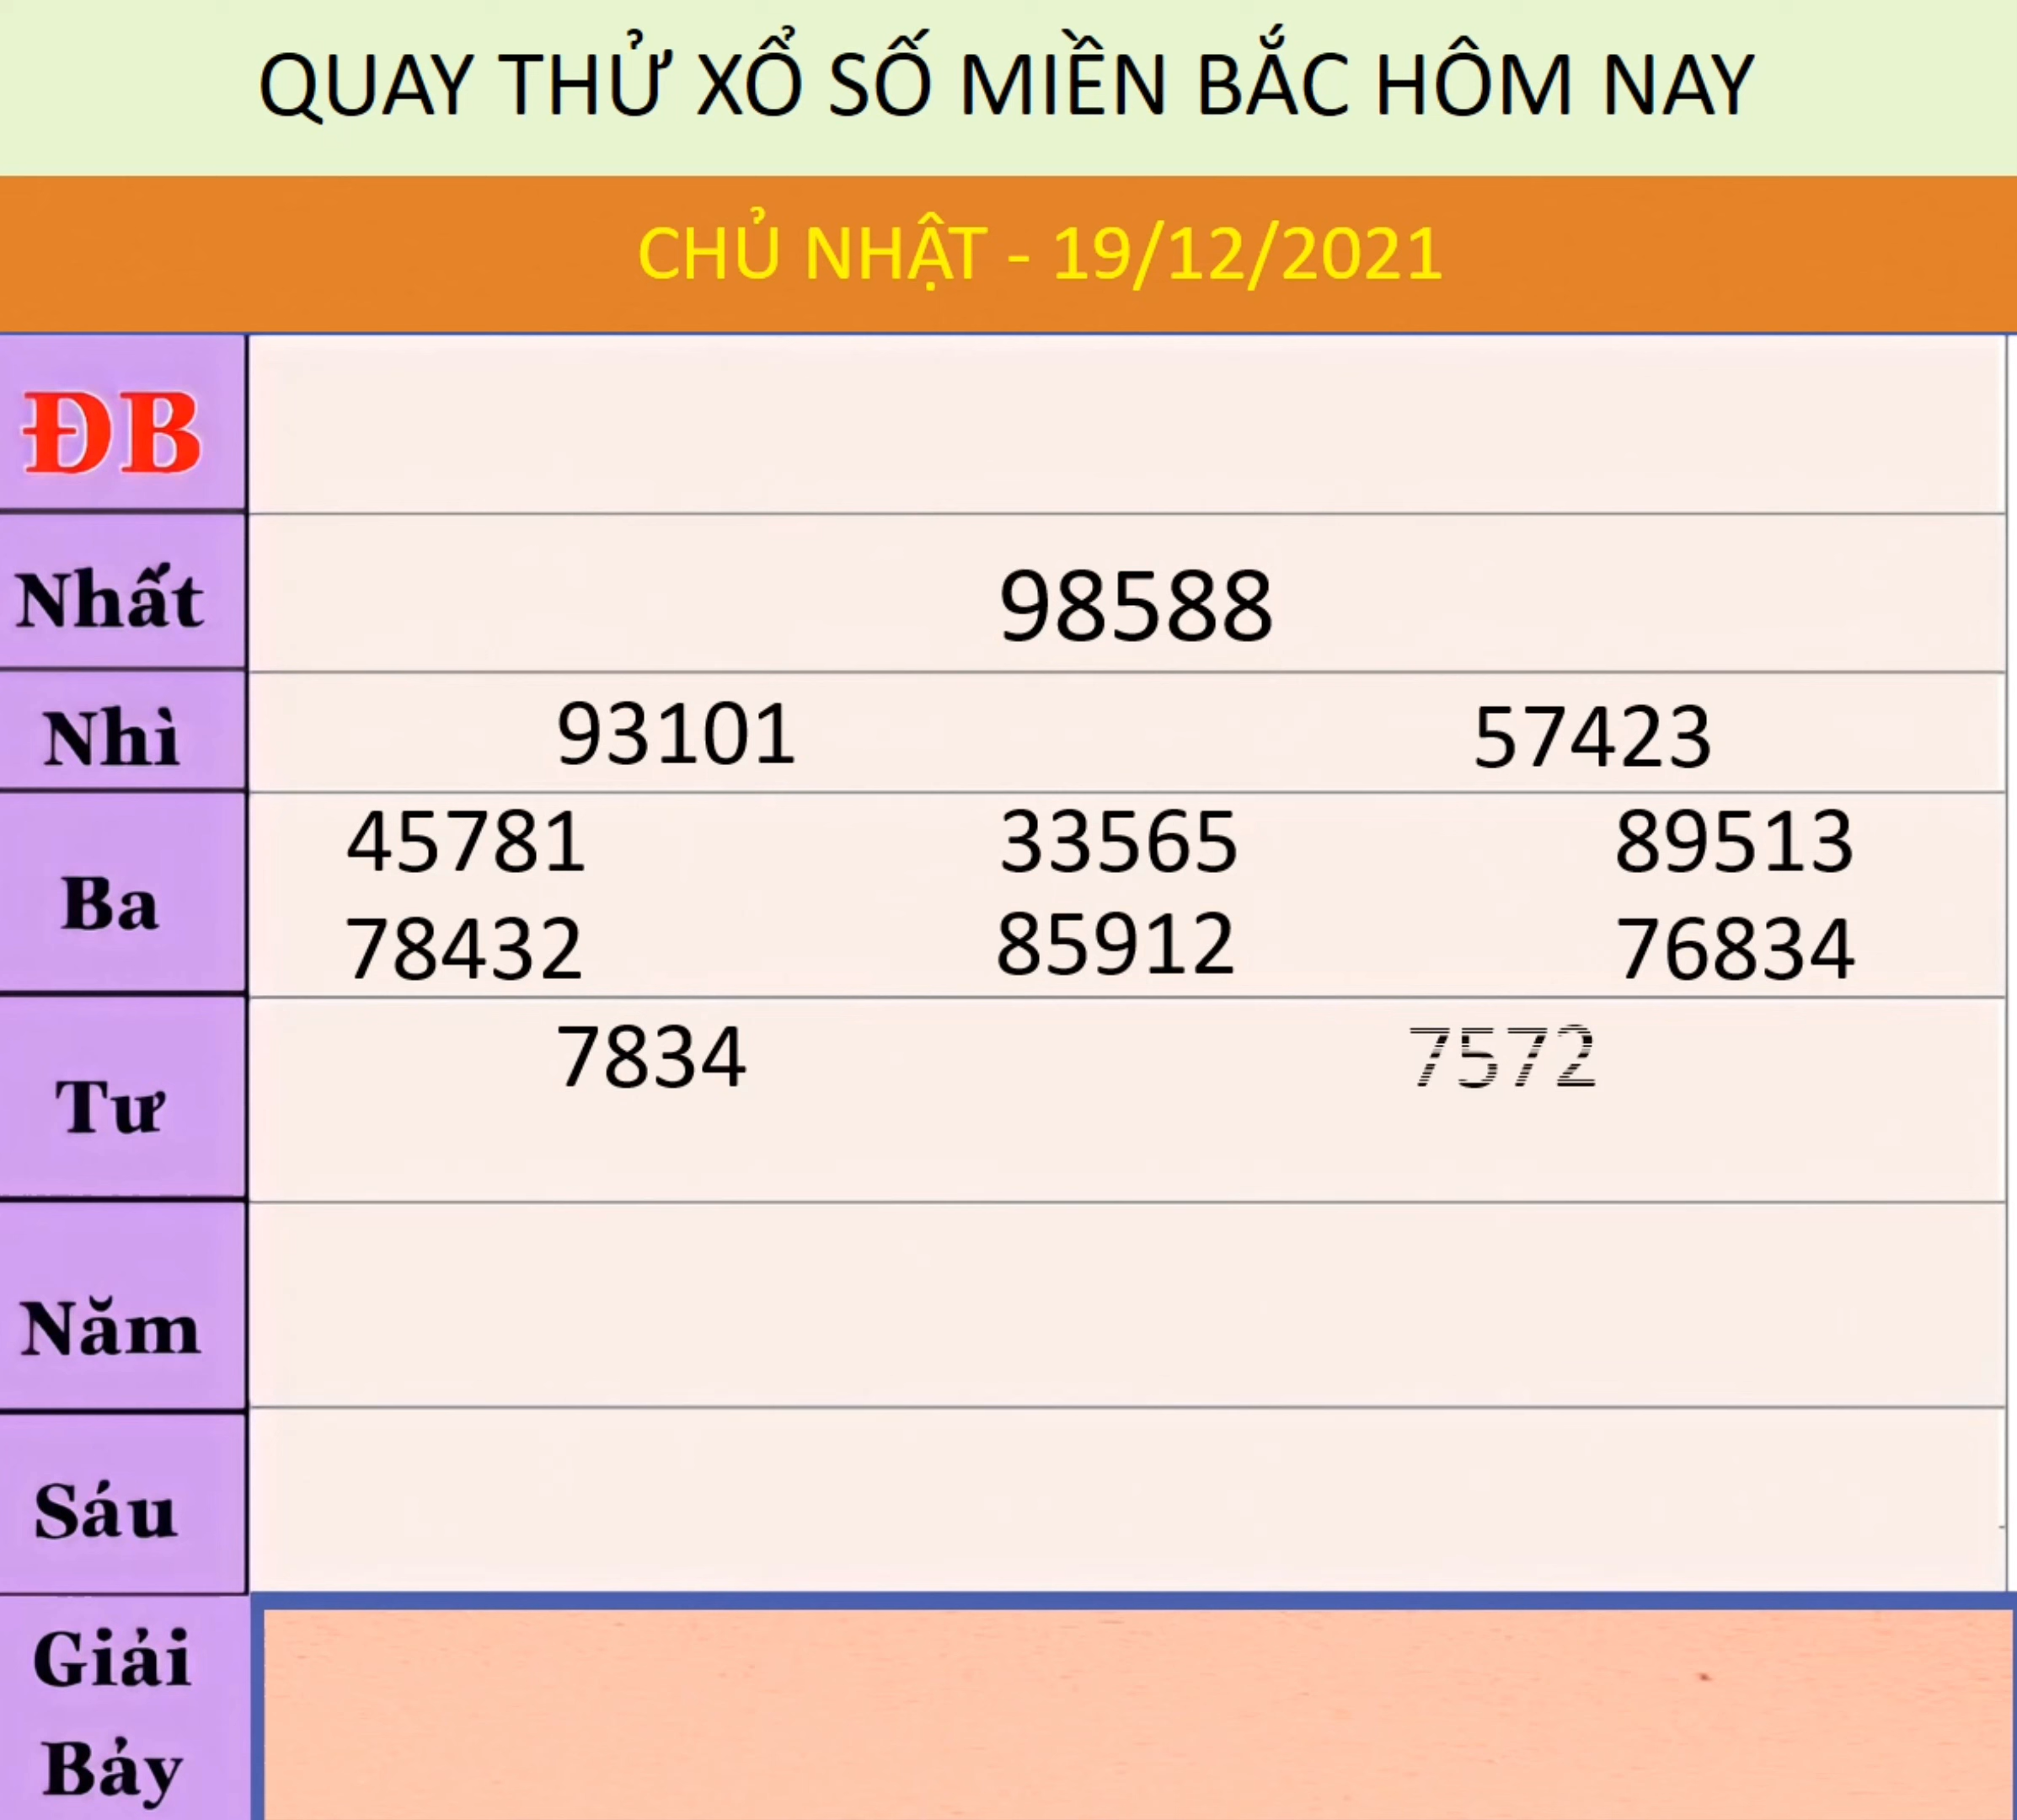 QUAY THỬ XỔ SỐ MIỀN BẮC HÔM NAY
CHỦ NHẬT - 19/12/2021
ĐB
Nhất 98588
Nhì 93101 57423
Ba 45781 33565 89513
78432 85912 76834
Tư 7834 7572
Năm
Sáu
Giải
Bảy